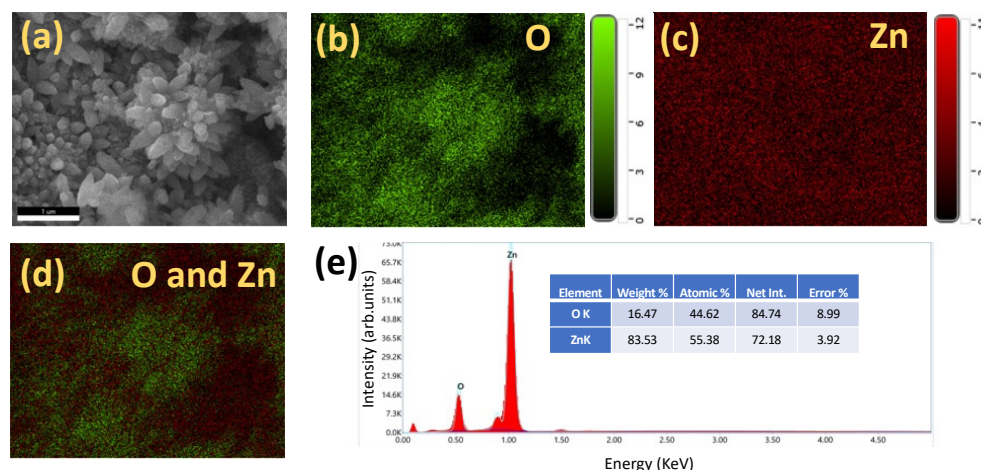 (a)
1 um
(b) O
12
9
6
3
0
(c) Zn
(d) O and Zn
(e)
Intensity (arb.units)
73.0K
65.7K
58.4K
51.1K
43.8K
36.5K
29.2K
21.9K
14.6K
7.3K
0.0K
O
Zn
Element Weight % Atomic % Net Int. Error %
O K 16.47 44.62 84.74 8.99
ZnK 83.53 55.38 72.18 3.92
0.00 0.50 1.00 1.50 2.00 2.50 3.00 3.50 4.00 4.50
Energy (KeV)